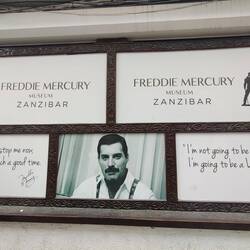 FREDDIE MERCURY
MUSEUM
ZANZIBAR
FREDDIE MERCURY
MUSEUM
ZANZIBAR
stop me now,
ch a good time.
"I'm not going to be
I'm going to be a L